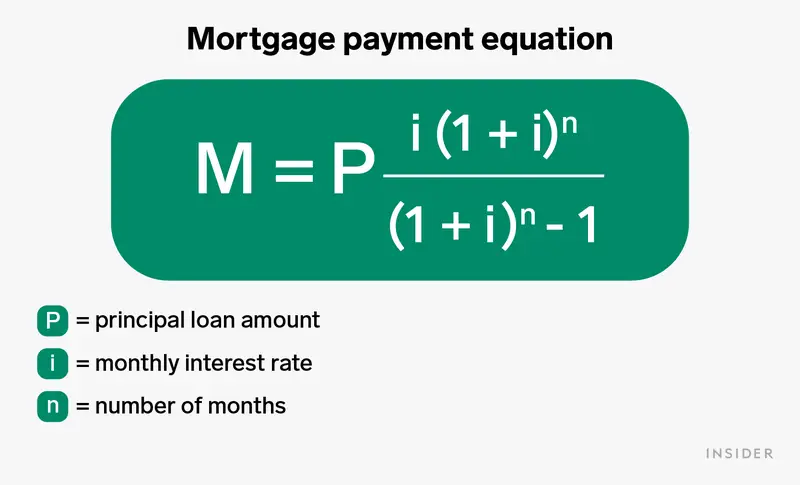 Mortgage payment equation
M = P i (1 + i)ⁿ
(1 + i)ⁿ - 1
P = principal loan amount
i = monthly interest rate
n = number of months
INSIDER